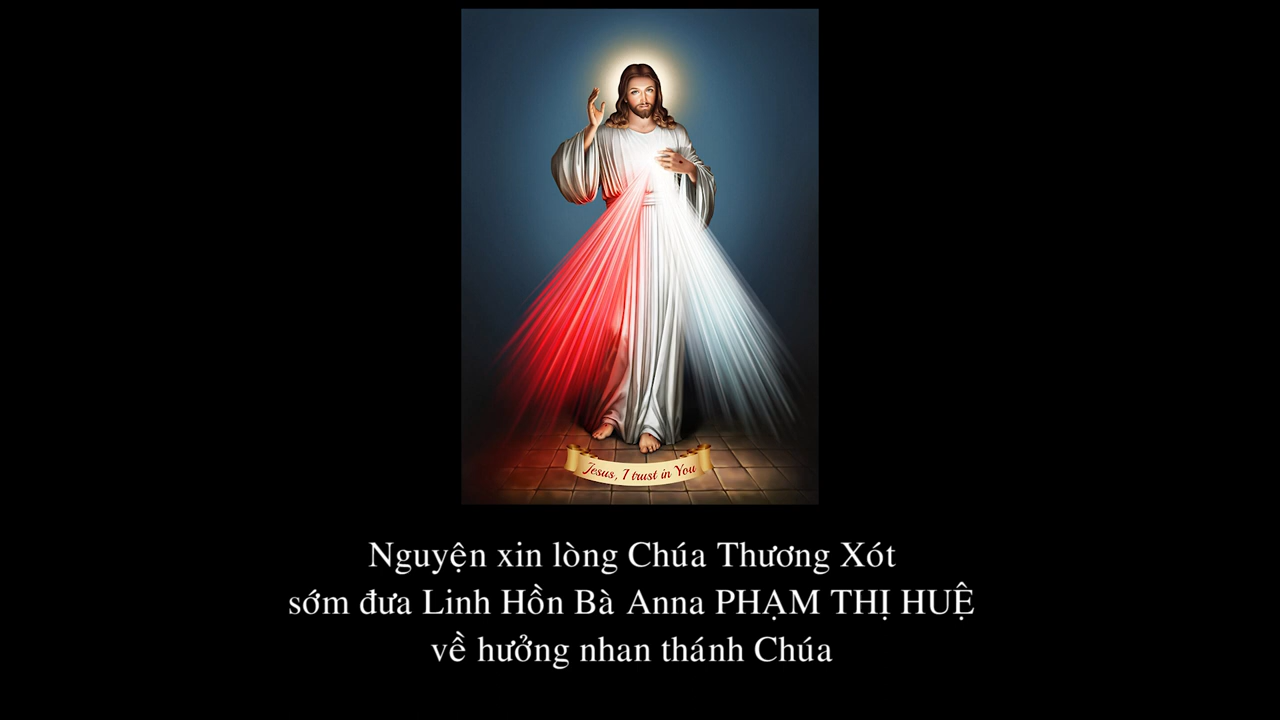 Jesus, I trust in You
Nguyện xin lòng Chúa Thương Xót
sớm đưa Linh Hồn Bà Anna PHẠM THỊ HUỆ
về hưởng nhan thánh Chúa